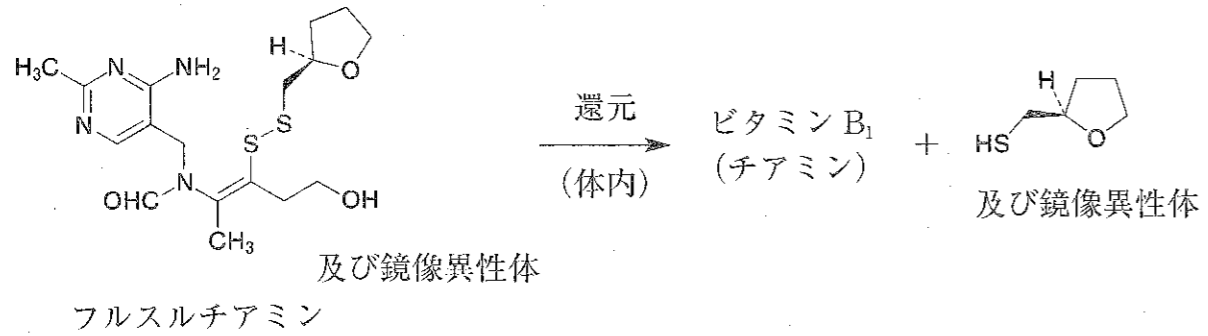 H
O
H₃C
N
NH₂
N
S
S
N
OHC
OH
CH₃
及び鏡像異性体
フルスルチアミン
還元
(体内)
ビタミン B₁
(チアミン)
+
H
HS
O
及び鏡像異性体